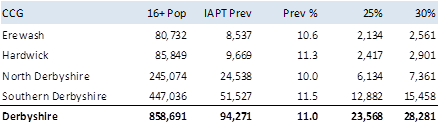 CCG 16+ Pop IAPT Prev Prev % 25% 30%
Erewash 80,732 8,537 10.6 2,134 2,561
Hardwick 85,849 9,669 11.3 2,417 2,901
North Derbyshire 245,074 24,538 10.0 6,134 7,361
Southern Derbyshire 447,036 51,527 11.5 12,882 15,458
Derbyshire 858,691 94,271 11.0 23,568 28,281